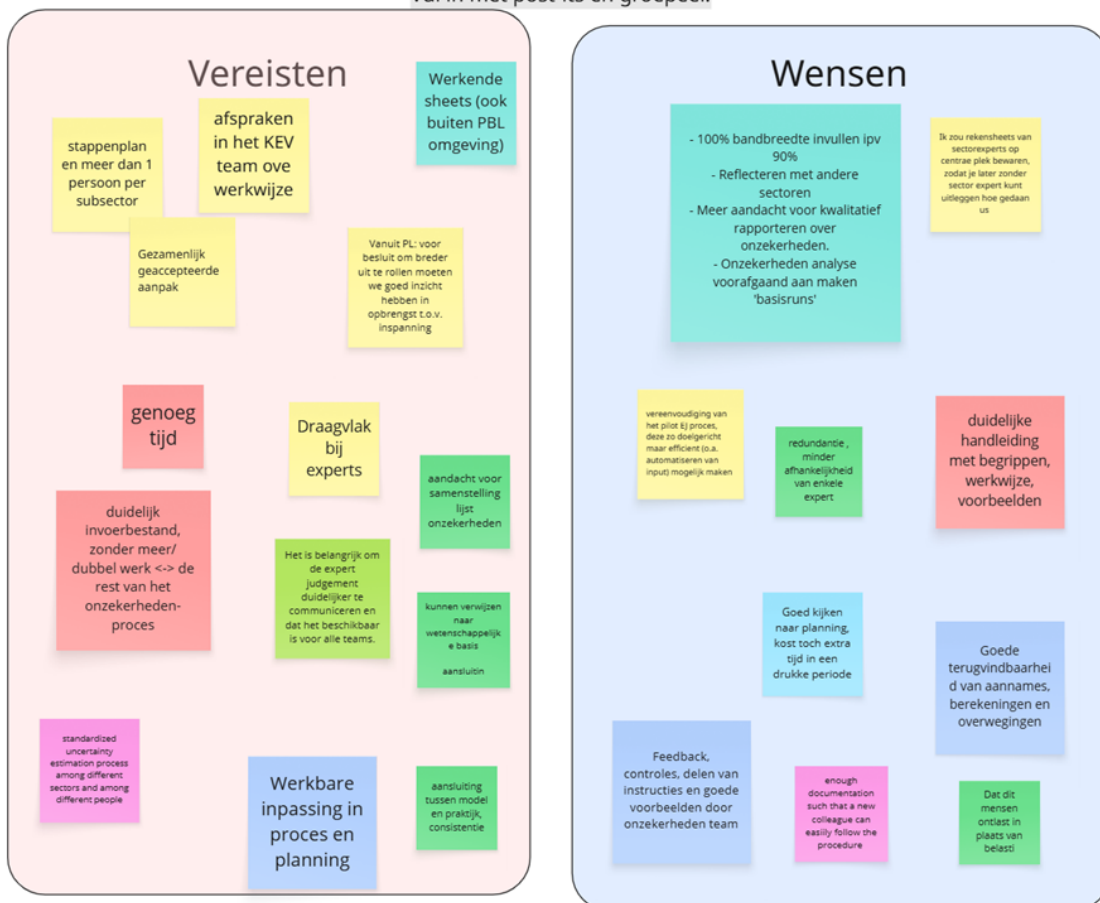 Vul in met post-its en groepeer.
Vereisten
Werkende
sheets (ook
buiten PBL
omgeving)
afspraken
in het KEV
team ove
werkwijze
stappenplan
en meer dan 1
persoon per
subsector
Gezamenlijk
geaccepteerde
aanpak
Vanuit PL: voor
besluit om breder
uit te rollen moeten
we goed inzicht
hebben in
opbrengst t.o.v.
inspanning
genoeg
tijd
Draagvlak
bij
experts
aandacht voor
samenstelling
lijst
onzekerheden
duidelijk
invoerbestand,
zonder meer/
dubbel werk <-> de
rest van het
onzekerheden-
proces
Het is belangrijk om
de expert
judgement
duidelijker te
communiceren en
dat het beschikbaar
is voor alle teams.
kunnen verwijzen
naar
wetenschappelijk
e basis
aansluitin
standardized
uncertainty
estimation process
among different
sectors and among
different people
Werkbare
inpassing in
proces en
planning
aansluiting
tussen model
en praktijk,
consistentie
Wensen
- 100% bandbreedte invullen ipv
90%
- Reflecteren met andere
sectoren
- Meer aandacht voor kwalitatief
rapporteren over
onzekerheden.
- Onzekerheden analyse
voorafgaand aan maken
'basisruns'
Ik zou rekensheets van
sectorexperts op
centrae plek bewaren,
zodat je later zonder
sector expert kunt
uitleggen hoe gedaan
us
vereenvoudiging van
het pilot EJ proces,
deze zo doelgericht
maar efficient (o.a.
automatiseren van
input) mogelijk maken
redundantie ,
minder
afhankelijkheid
van enkele
expert
duidelijke
handleiding
met begrippen,
werkwijze,
voorbeelden
Goed kijken
naar planning,
kost toch extra
tijd in een
drukke periode
Goede
terugvindbaarhei
d van aannames,
berekeningen en
overwegingen
Feedback,
controles, delen van
instructies en goede
voorbeelden door
onzekerheden team
enough
documentation
such that a new
colleague can
easiily follow the
procedure
Dat dit
mensen
ontlast in
plaats van
belasti